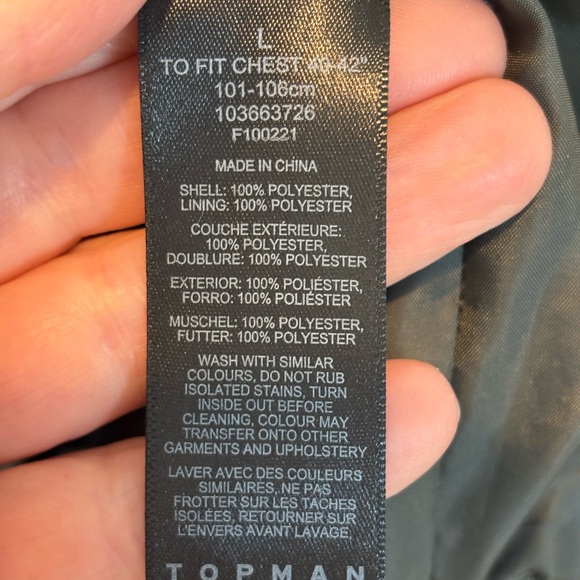 L
TO FIT CHEST 40-42"
101-106cm
103663726
F100221
MADE IN CHINA
SHELL: 100% POLYESTER,
LINING: 100% POLYESTER
COUCHE EXTÉRIEURE:
100% POLYESTER,
DOUBLURE: 100% POLYESTER
EXTERIOR: 100% POLIÉSTER,
FORRO: 100% POLIÉSTER
MUSCHEL: 100% POLYESTER,
FUTTER: 100% POLYESTER
WASH WITH SIMILAR
COLOURS, DO NOT RUB
ISOLATED STAINS, TURN
INSIDE OUT BEFORE
CLEANING, COLOUR MAY
TRANSFER ONTO OTHER
GARMENTS AND UPHOLSTERY
LAVER AVEC DES COULEURS
SIMILAIRES, NE PAS
FROTTER SUR LES TÂCHES
ISOLÉES, RETOURNER SUR
L'ENVERS AVANT LAVAGE.
TOPMAN